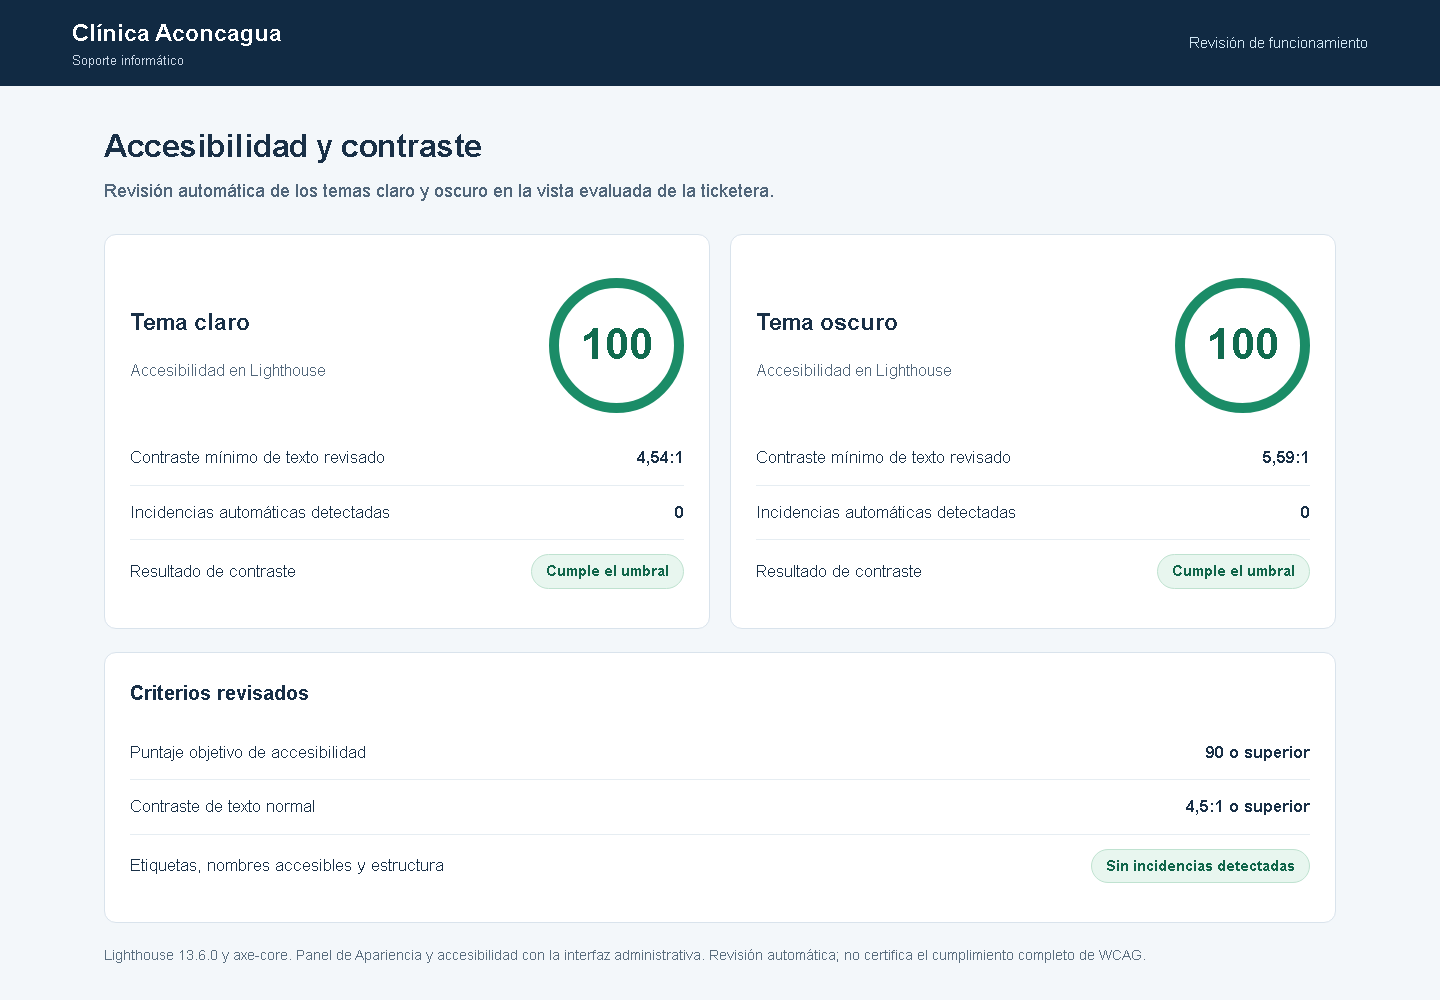 Clínica Aconcagua
Soporte informático
Revisión de funcionamiento
Accesibilidad y contraste
Revisión automática de los temas claro y oscuro en la vista evaluada de la ticketera.
Tema claro
Accesibilidad en Lighthouse
100
Contraste mínimo de texto revisado 4,54:1
Incidencias automáticas detectadas 0
Resultado de contraste Cumple el umbral
Tema oscuro
Accesibilidad en Lighthouse
100
Contraste mínimo de texto revisado 5,59:1
Incidencias automáticas detectadas 0
Resultado de contraste Cumple el umbral
Criterios revisados
Puntaje objetivo de accesibilidad 90 o superior
Contraste de texto normal 4,5:1 o superior
Etiquetas, nombres accesibles y estructura Sin incidencias detectadas
Lighthouse 13.6.0 y axe-core. Panel de Apariencia y accesibilidad con la interfaz administrativa. Revisión automática; no certifica el cumplimiento completo de WCAG.